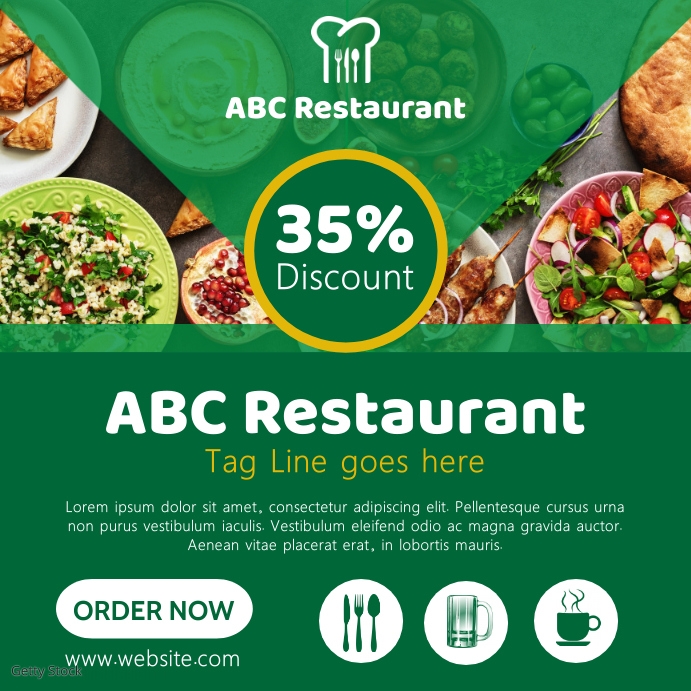 ABC Restaurant
35%
Discount
ABC Restaurant
Tag Line goes here
Lorem ipsum dolor sit amet, consectetur adipiscing elit. Pellentesque cursus urna
non purus vestibulum iaculis. Vestibulum eleifend odio ac magna gravida auctor.
Aenean vitae placerat erat, in lobortis mauris.
ORDER NOW
www.website.com
Getty Stock